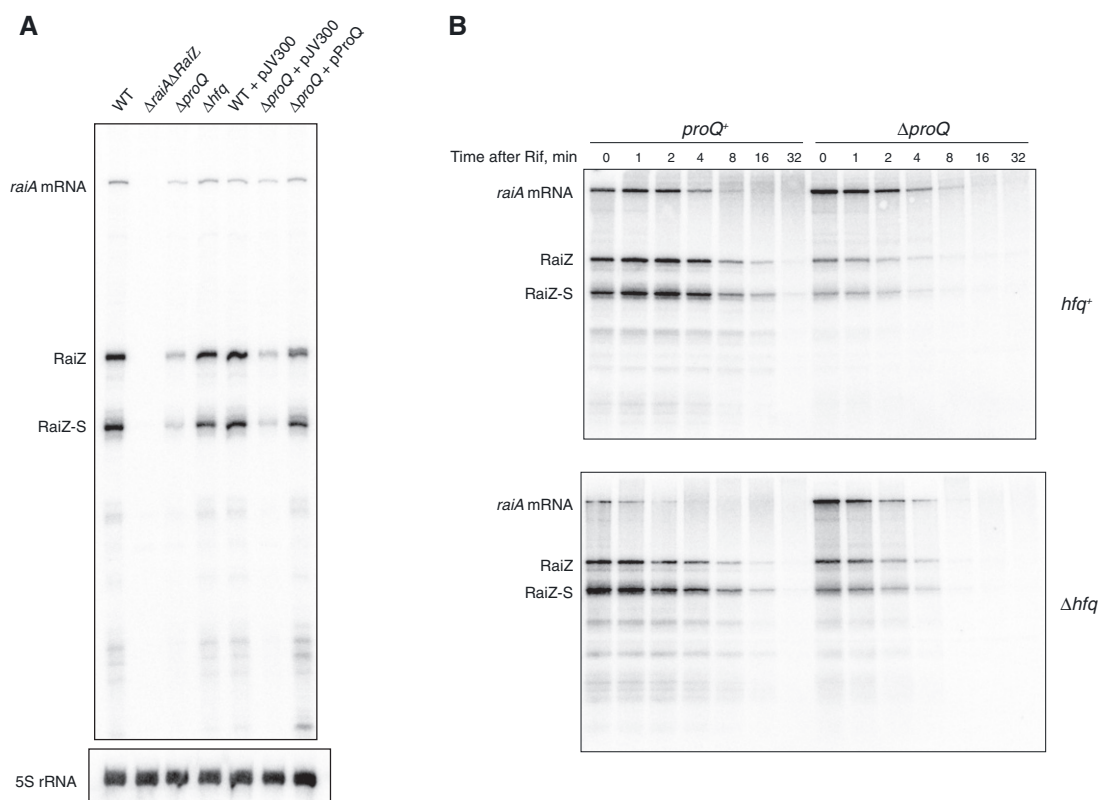 A
WT
ΔraiAΔRaiZ
ΔproQ
Δhfq
WT + pJV300
ΔproQ + pJV300
ΔproQ + pProQ
raiA mRNA
RaiZ
RaiZ-S
5S rRNA
B
proQ⁺ ΔproQ
Time after Rif, min 0 1 2 4 8 16 32 0 1 2 4 8 16 32
raiA mRNA
RaiZ
RaiZ-S
hfq⁺
raiA mRNA
RaiZ
RaiZ-S
Δhfq